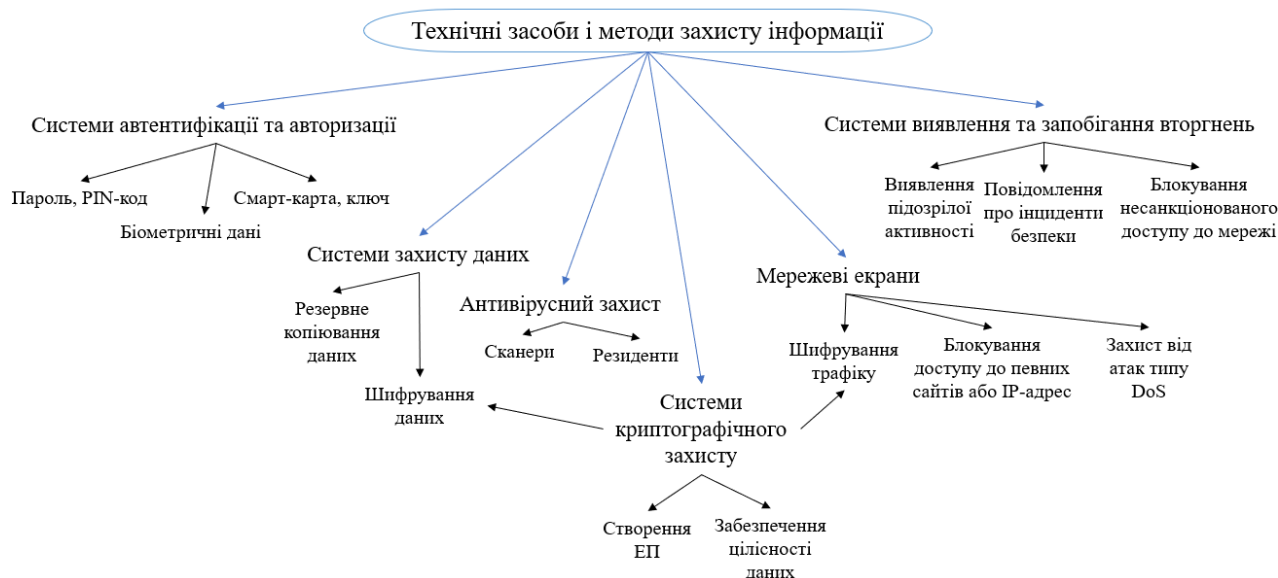 Технічні засоби і методи захисту інформації
Системи автентифікації та авторизації
Пароль, PIN-код
Біометричні дані
Смарт-карта, ключ
Системи виявлення та запобігання вторгнень
Виявлення
підозрілої
активності
Повідомлення
про інциденти
безпеки
Блокування
несанкціонованого
доступу до мережі
Системи захисту даних
Резервне
копіювання
даних
Шифрування
даних
Антивірусний захист
Сканери
Резиденти
Мережеві екрани
Шифрування
трафіку
Блокування
доступу до певних
сайтів або IP-адрес
Захист від
атак типу
DoS
Системи
криптографічного
захисту
Створення
ЕП
Забезпечення
цілісності
даних